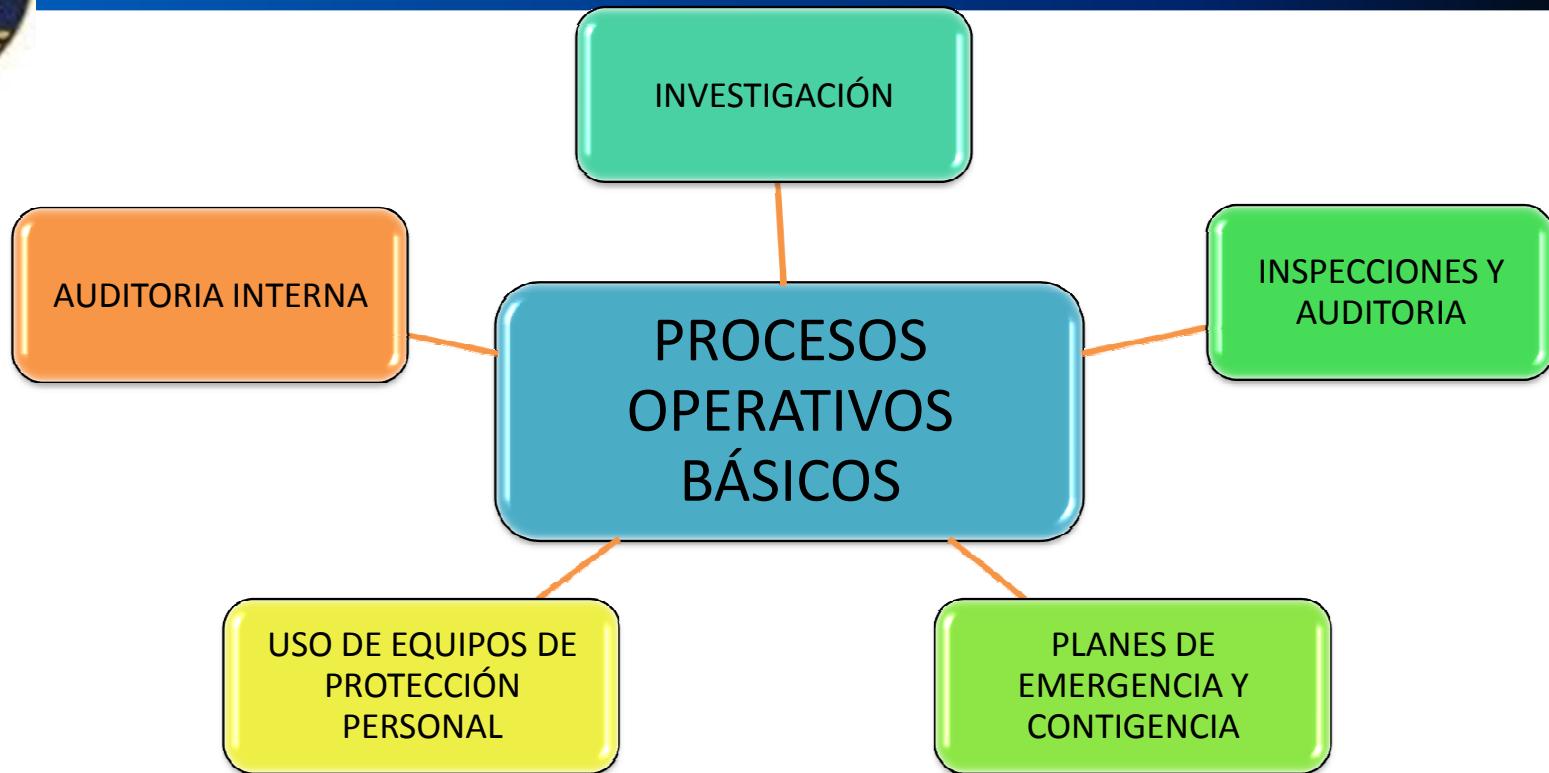 INVESTIGACIÓN
AUDITORIA INTERNA
INSPECCIONES Y
AUDITORIA
PROCESOS
OPERATIVOS
BÁSICOS
USO DE EQUIPOS DE
PROTECCIÓN
PERSONAL
PLANES DE
EMERGENCIA Y
CONTIGENCIA